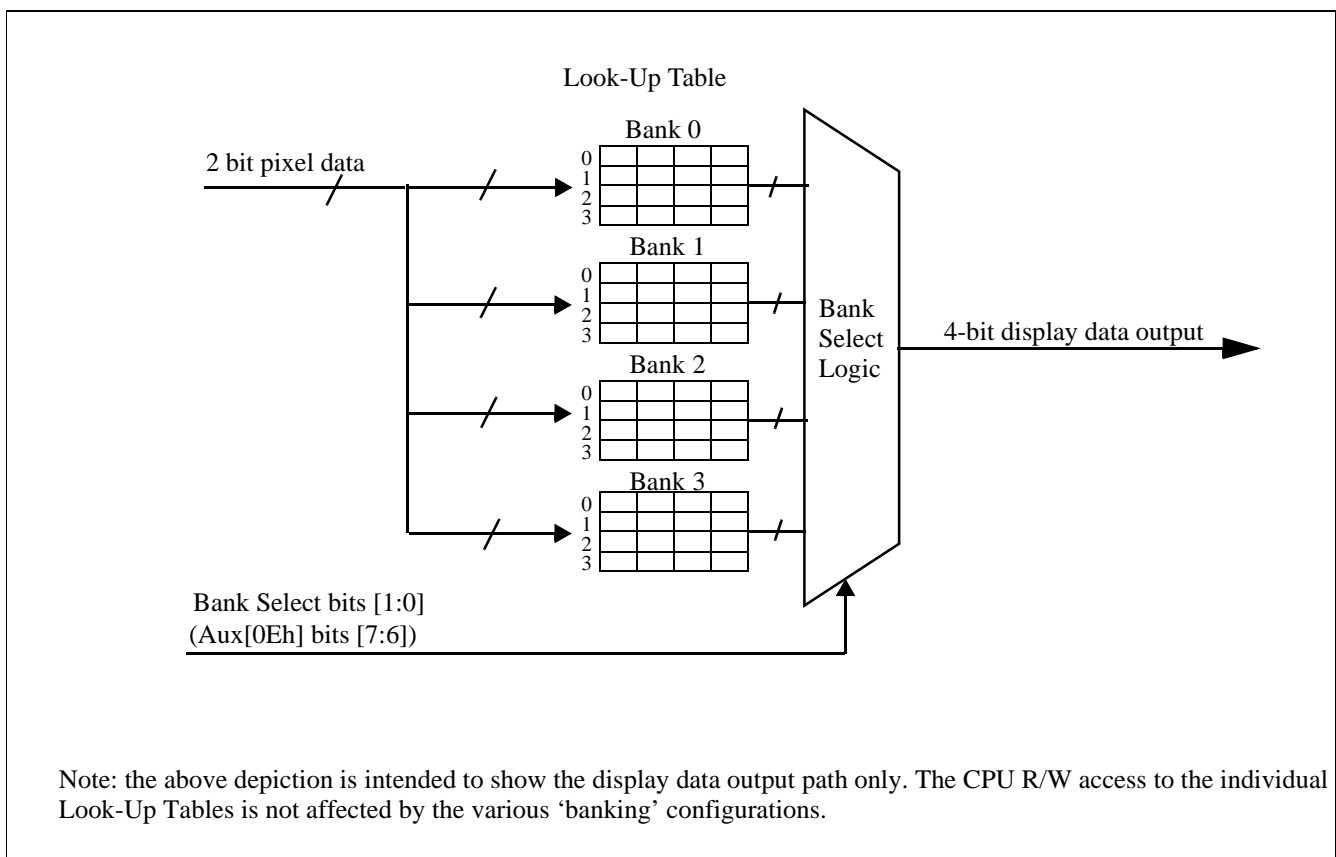 Look-Up Table
2 bit pixel data
Bank 0
0
1
2
3
Bank 1
0
1
2
3
Bank 2
0
1
2
3
Bank 3
0
1
2
3
Bank
Select
Logic
4-bit display data output
Bank Select bits [1:0]
(Aux[0Eh] bits [7:6])
Note: the above depiction is intended to show the display data output path only. The CPU R/W access to the individual
Look-Up Tables is not affected by the various ‘banking’ configurations.